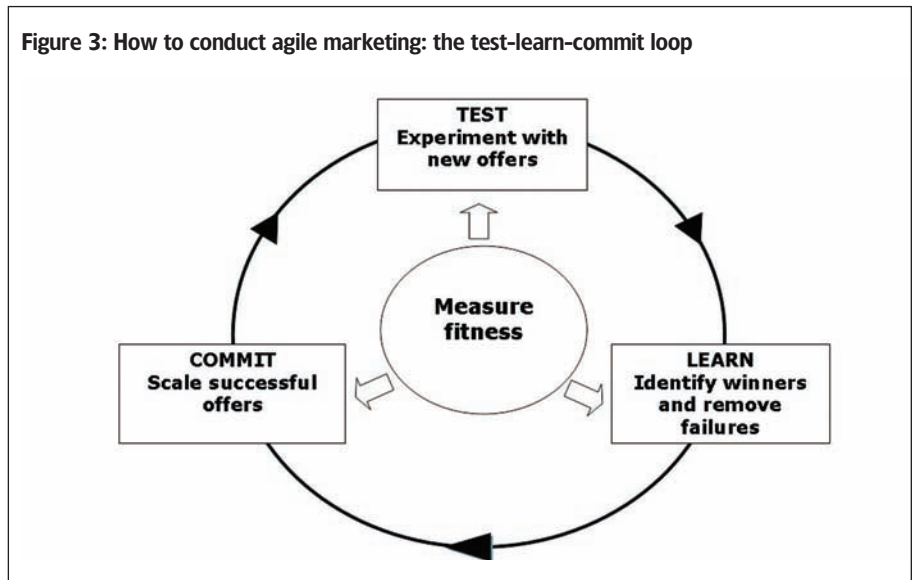 Figure 3: How to conduct agile marketing: the test-learn-commit loop
TEST
Experiment with
new offers
Measure
fitness
COMMIT
Scale successful
offers
LEARN
Identify winners
and remove
failures